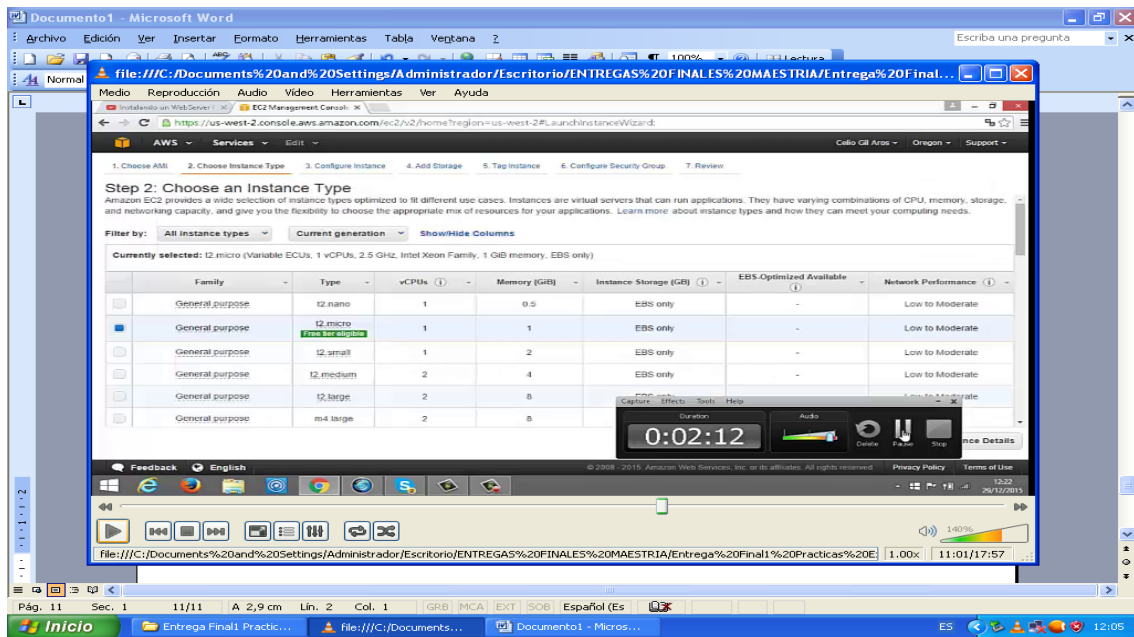 Documento1 - Microsoft Word
Archivo Edición Ver Insertar Formato Herramientas Tabla Ventana ?
Escriba una pregunta
100%
Lectura
Normal
file:///C:/Documents%20and%20Settings/Administrador/Escritorio/ENTREGAS%20FINALES%20MAESTRIA/Entrega%20Final...
Medio Reproducción Audio Vídeo Herramientas Ver Ayuda
Instalando un WebServer
EC2 Management Console
https://us-west-2.console.aws.amazon.com/ec2/v2/home?region=us-west-2#LaunchInstanceWizard:
AWS Services Edit
Celio Gil Aros Oregon Support
1. Choose AMI 2. Choose Instance Type 3. Configure Instance 4. Add Storage 5. Tag Instance 6. Configure Security Group 7. Review
Step 2: Choose an Instance Type
Amazon EC2 provides a wide selection of instance types optimized to fit different use cases. Instances are virtual servers that can run applications. They have varying combinations of CPU, memory, storage,
and networking capacity, and give you the flexibility to choose the appropriate mix of resources for your applications. Learn more about instance types and how they can meet your computing needs.
Filter by: All instance types Current generation Show/Hide Columns
Currently selected: t2.micro (Variable ECUs, 1 vCPUs, 2.5 GHz, Intel Xeon Family, 1 GiB memory, EBS only)
Family Type vCPUs Memory (GiB) Instance Storage (GB) EBS-Optimized Available Network Performance
General purpose t2.nano 1 0.5 EBS only - Low to Moderate
General purpose t2.micro 1 1 EBS only - Low to Moderate
Free tier eligible
General purpose t2.small 1 2 EBS only - Low to Moderate
General purpose t2.medium 2 4 EBS only - Low to Moderate
General purpose t2.large 2 8
General purpose m4.large 2 8
Capture Effects Tools Help
Duration Audio
0:02:12
Delete Pause Stop
nce Details
Feedback English
© 2008 - 2015, Amazon Web Services, Inc. or its affiliates. All rights reserved. Privacy Policy Terms of Use
12:22
29/12/2015
140%
file:///C:/Documents%20and%20Settings/Administrador/Escritorio/ENTREGAS%20FINALES%20MAESTRIA/Entrega%20Final1%20Practicas%20E
1.00x 11:01/17:57
Pág. 11 Sec. 1 11/11 A 2,9 cm Lín. 2 Col. 1 GRB MCA EXT SOB Español (Es
Inicio Entrega Final1 Practic... file:///C:/Documents... Documento1 - Micros... ES 12:05